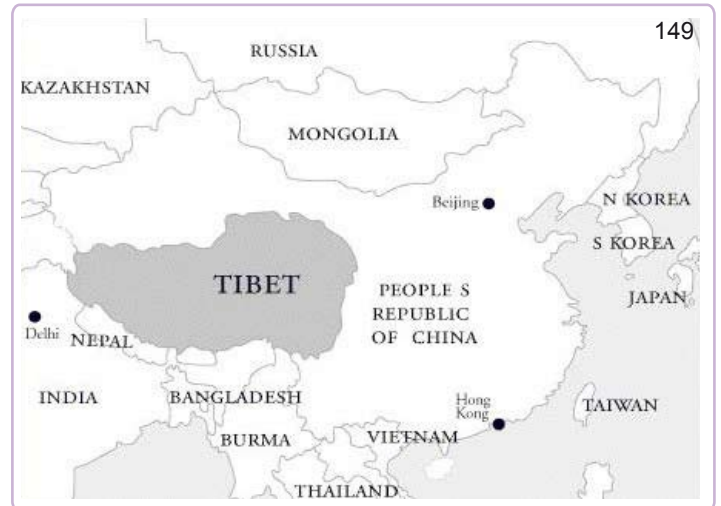 149
RUSSIA
KAZAKHSTAN
MONGOLIA
Beijing
N KOREA
S KOREA
TIBET
PEOPLE S
REPUBLIC
OF CHINA
JAPAN
Delhi
NEPAL
INDIA
BANGLADESH
Hong
Kong
TAIWAN
BURMA
VIETNAM
THAILAND